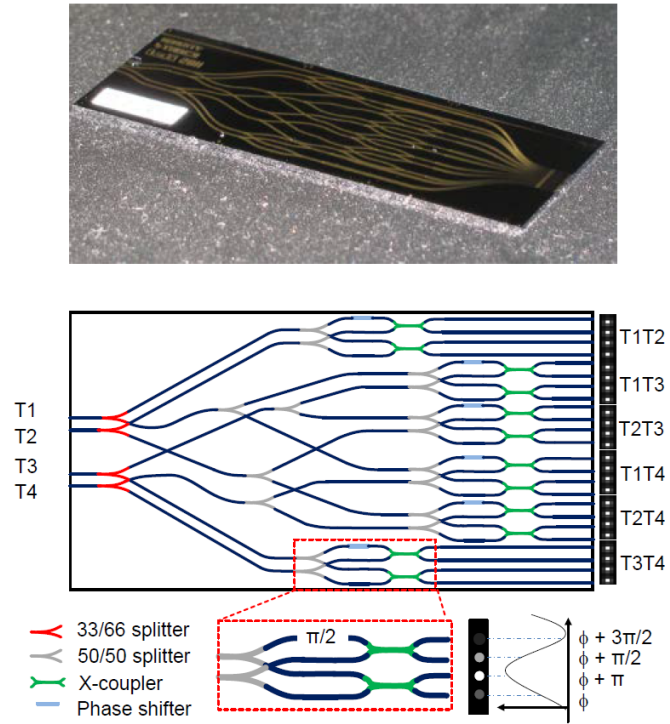 T1
T2
T3
T4
T1T2
T1T3
T2T3
T1T4
T2T4
T3T4
33/66 splitter
50/50 splitter
X-coupler
Phase shifter
π/2
ϕ + 3π/2
ϕ + π/2
ϕ + π
ϕ